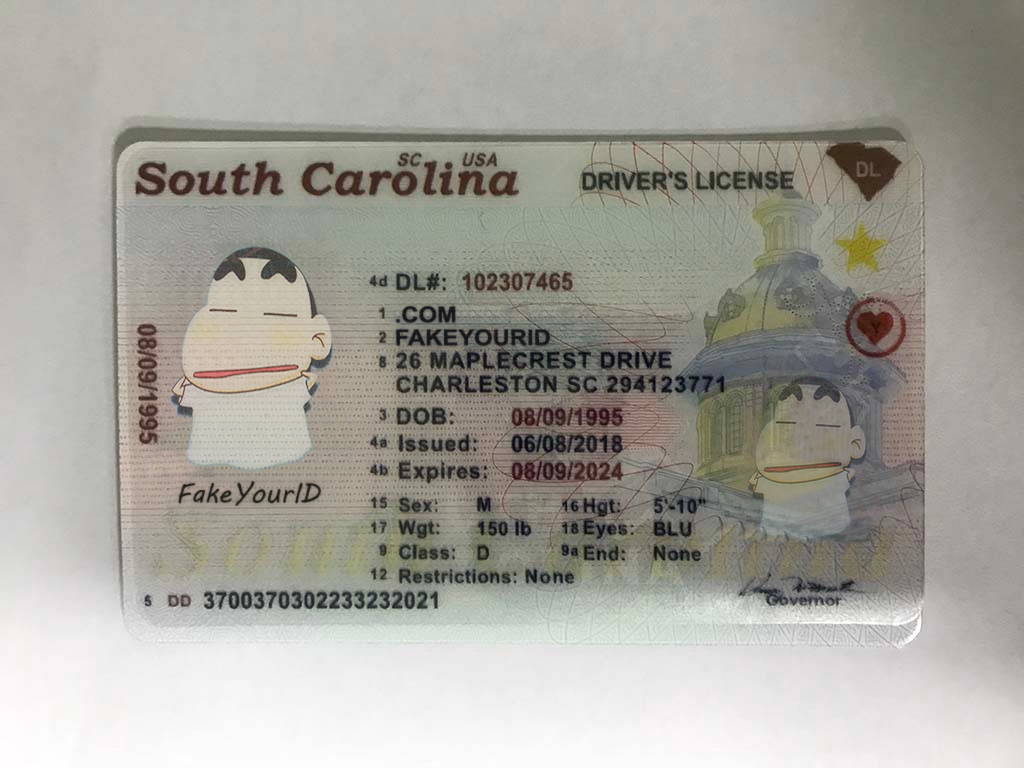 SC USA
South Carolina
DRIVER'S LICENSE
DL
4d DL#: 102307465
1 .COM
2 FAKEYOURID
8 26 MAPLECREST DRIVE
CHARLESTON SC 294123771
Y
08/09/1995
3 DOB: 08/09/1995
4a Issued: 06/08/2018
4b Expires: 08/09/2024
FakeYourID
15 Sex: M 16 Hgt: 5'-10"
17 Wgt: 150 lb 18 Eyes: BLU
9 Class: D 9a End: None
12 Restrictions: None
5 DD 3700370302233232021
Governor